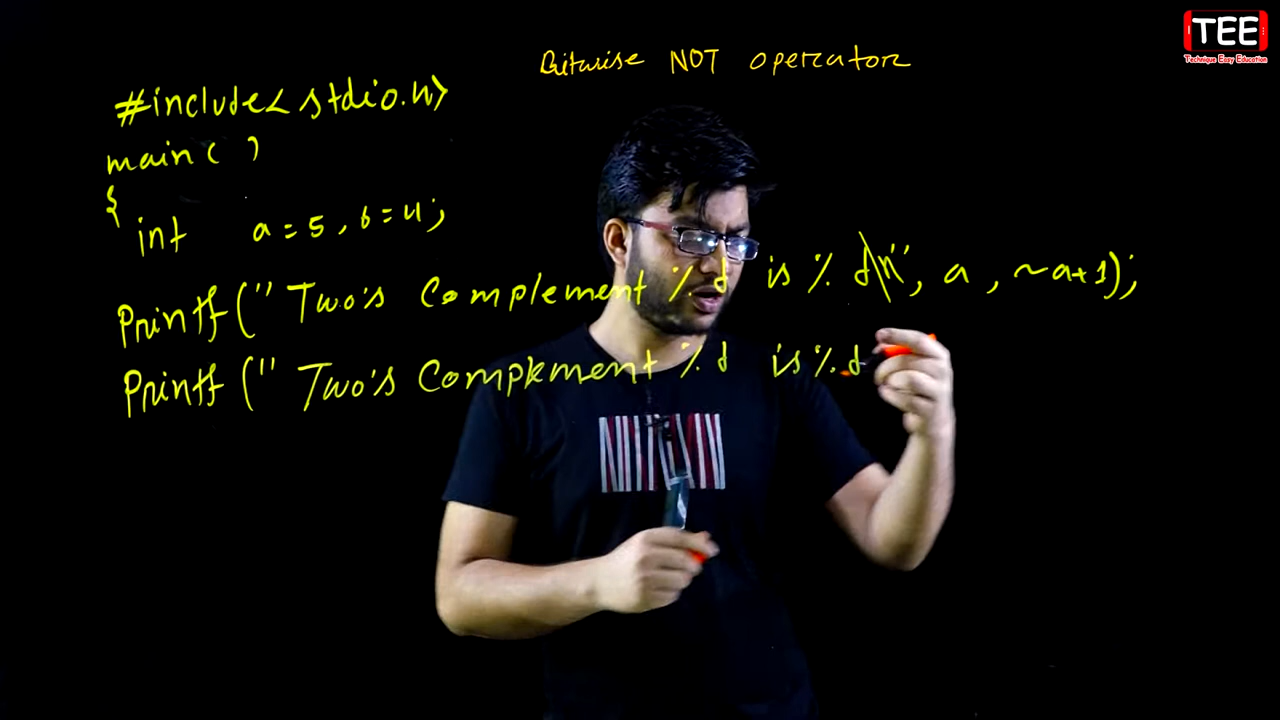 TEE
Technique Easy Education
Bitwise NOT opercator
#include<stdio.h>
main( )
{
int a=5, b=4;
Printf(" Two's Complement %d is % d\n", a, ~a+1);
Printf (" Two's Complement %d is %d